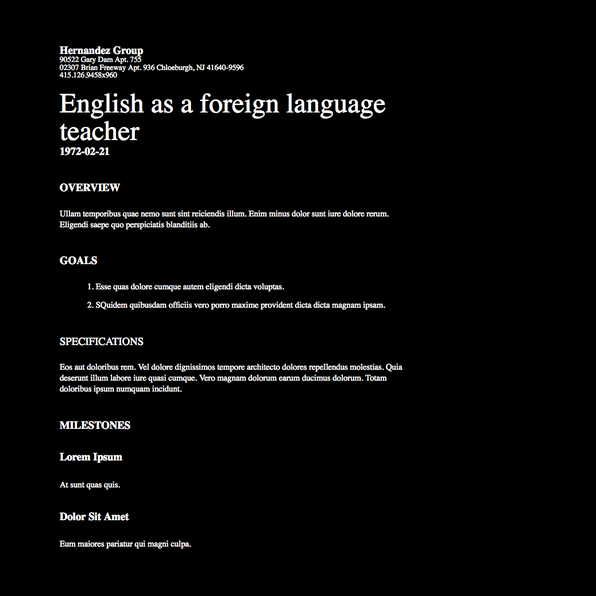 Hernandez Group
90522 Gary Dam Apt. 755
02307 Brian Freeway Apt. 936 Chloeburgh, NJ 41640-9596
415.126.9458x960
English as a foreign language
teacher
1972-02-21
OVERVIEW
Ullam temporibus quae nemo sunt sint reiciendis illum. Enim minus dolor sunt iure dolore rerum.
Eligendi saepe quo perspiciatis blanditiis ab.
GOALS
1. Esse quas dolore cumque autem eligendi dicta voluptas.
2. SQuidem quibusdam officiis vero porro maxime provident dicta dicta magnam ipsam.
SPECIFICATIONS
Eos aut doloribus rem. Vel dolore dignissimos tempore architecto dolores repellendus molestias. Quia
deserunt illum labore iure quasi cumque. Vero magnam dolorum earum ducimus dolorum. Totam
doloribus ipsum numquam incidunt.
MILESTONES
Lorem Ipsum
At sunt quas quis.
Dolor Sit Amet
Eum maiores pariatur qui magni culpa.